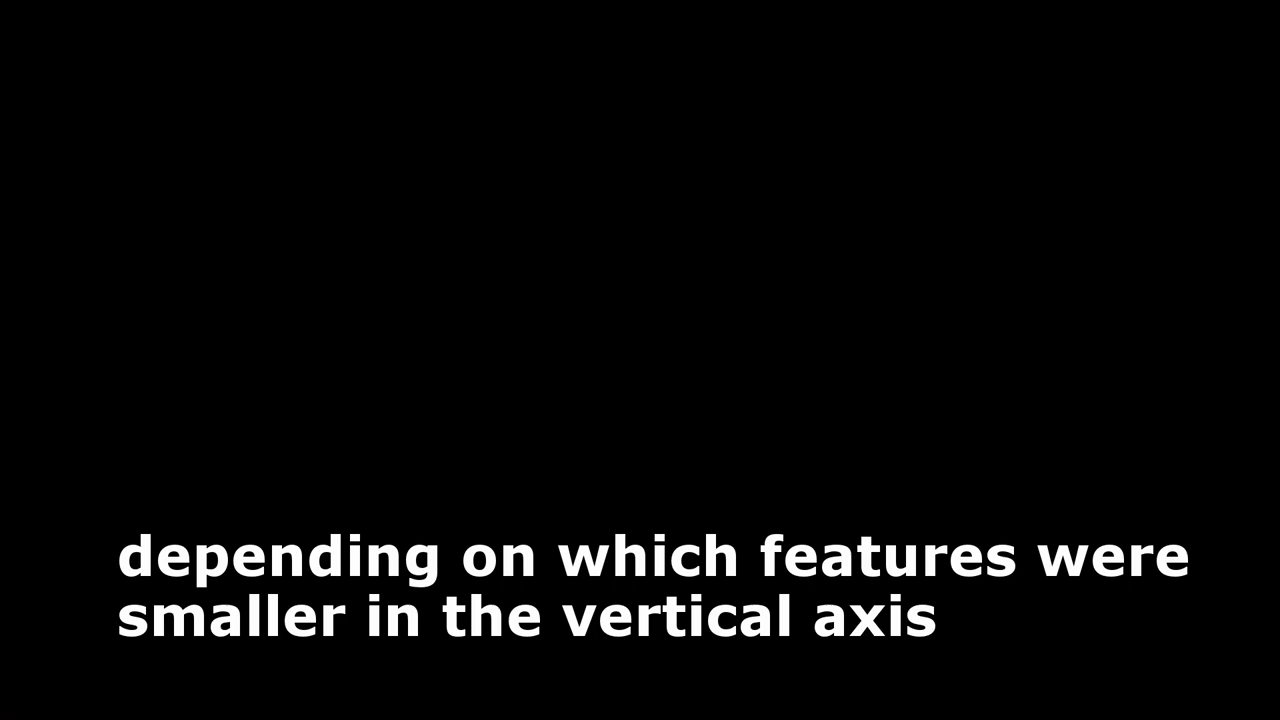 depending on which features were
smaller in the vertical axis